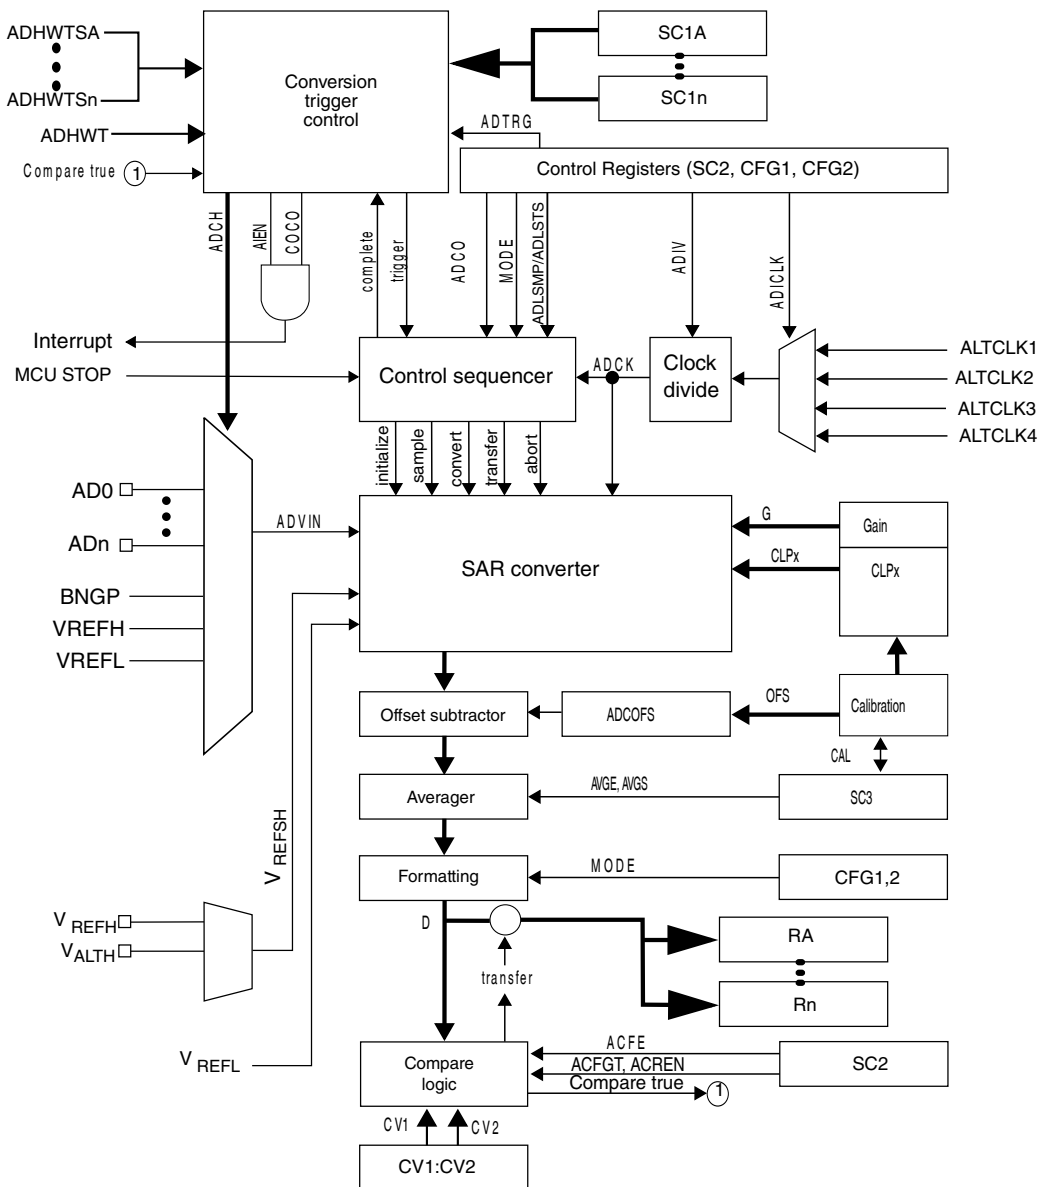 ADHWTSA
ADHWTSn
ADHWT
Compare true 1
Conversion
trigger
control
SC1A
SC1n
ADTRG
Control Registers (SC2, CFG1, CFG2)
ADCH
AIEN
COCO
complete
trigger
ADCO
MODE
ADLSMP/ADLSTS
ADIV
ADICLK
Interrupt
MCU STOP
Control sequencer
ADCK
Clock
divide
ALTCLK1
ALTCLK2
ALTCLK3
ALTCLK4
initialize
sample
convert
transfer
abort
AD0
ADn
BNGP
VREFH
VREFL
ADVIN
SAR converter
G
CLPx
Gain
CLPx
Offset subtractor
ADCOFS
OFS
Calibration
CAL
Averager
AVGE, AVGS
SC3
V REFSH
Formatting
MODE
CFG1,2
D
V REFH
VALTH
transfer
RA
Rn
V REFL
Compare
logic
ACFE
ACFGT, ACREN
Compare true
1
SC2
CV1
CV2
CV1:CV2